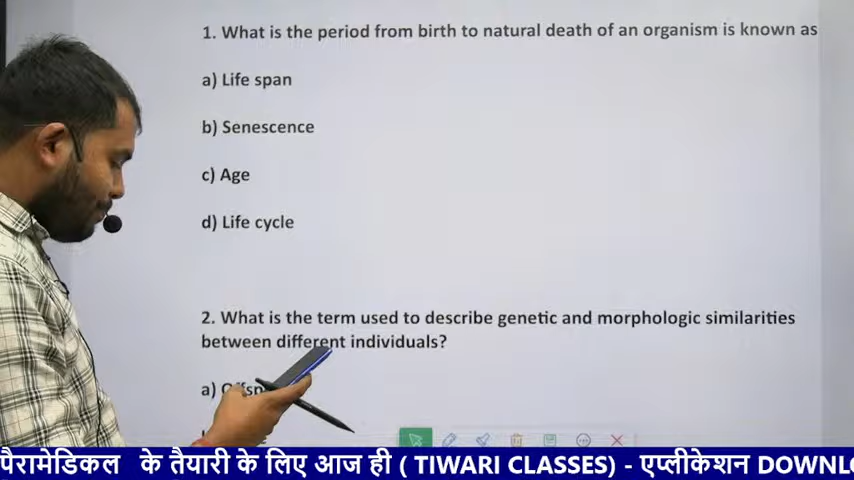 1. What is the period from birth to natural death of an organism is known as
a) Life span
b) Senescence
c) Age
d) Life cycle
2. What is the term used to describe genetic and morphologic similarities
between different individuals?
a)
पैरामेडिकल के तैयारी के लिए आज ही ( TIWARI CLASSES) - एप्लीकेशन